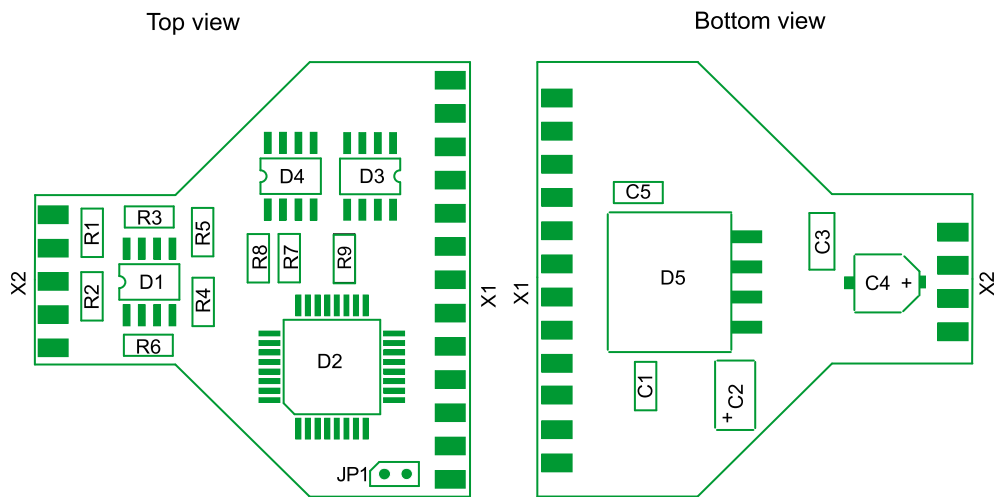 Top view
Bottom view
D4
D3
R1
R3
R5
C5
C3
R8
R7
R9
X2
D1
R2
R4
X1
X1
D5
C4 +
X2
R6
D2
C1
C2
+
JP1